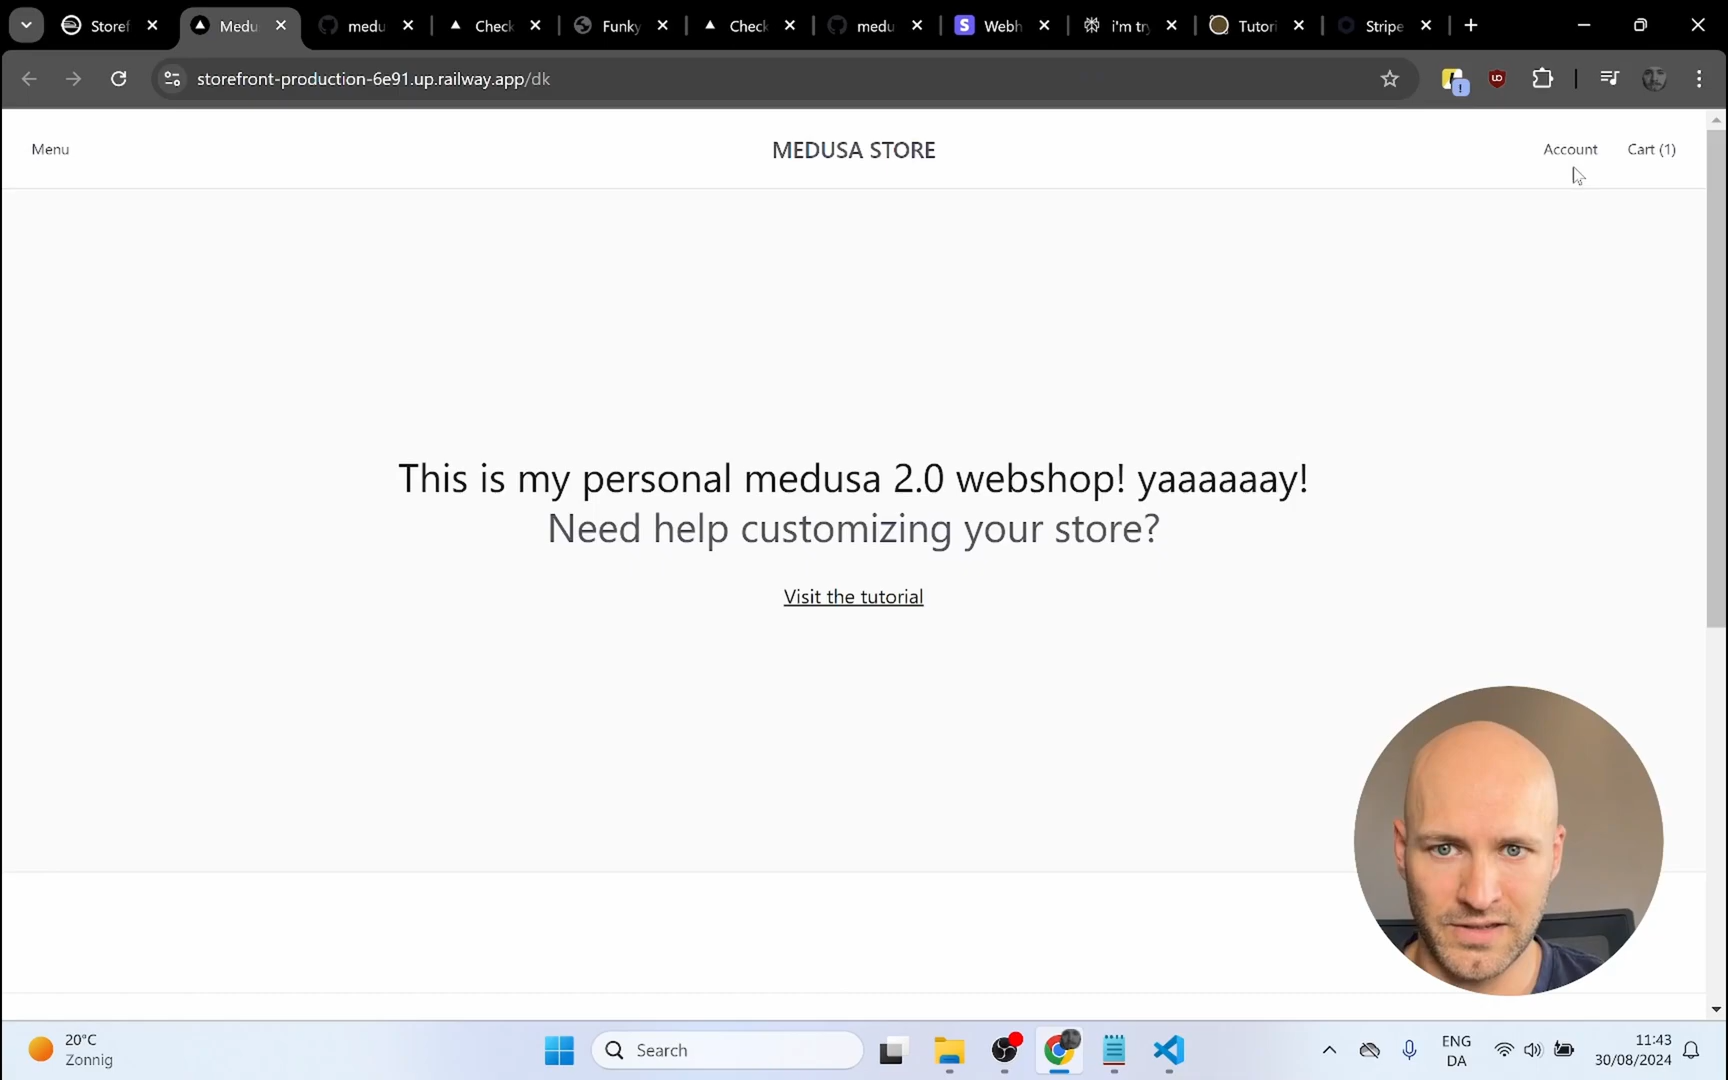 Storef
Medu
medu
Check
Funky
Check
medu
Webh
i'm try
Tutori
Stripe
storefront-production-6e91.up.railway.app/dk
Menu
MEDUSA STORE
Account
Cart (1)
This is my personal medusa 2.0 webshop! yaaaaaay!
Need help customizing your store?
Visit the tutorial
20°C
Zonnig
Search
ENG
DA
11:43
30/08/2024